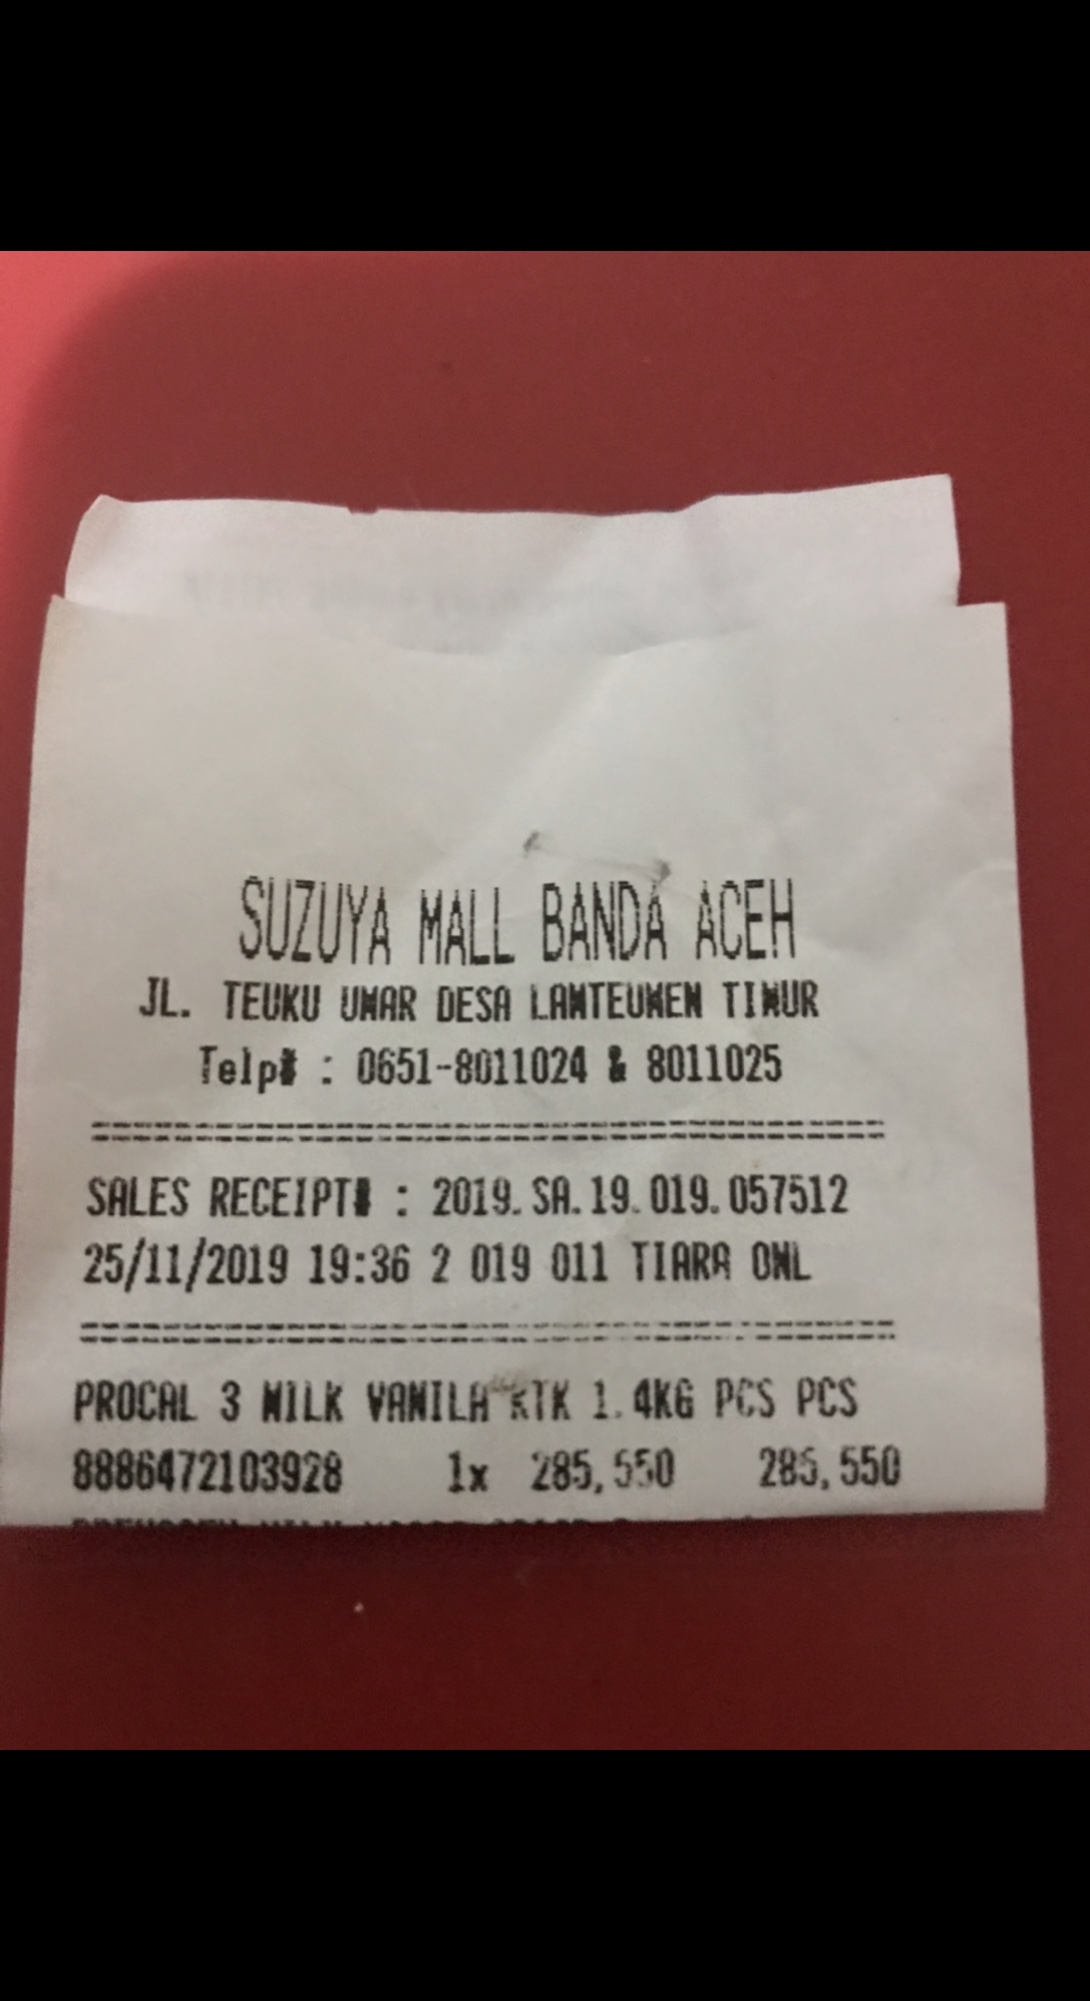 SUZUYA MALL BANDA ACEH
JL. TEUKU UMAR DESA LAMTEUMEN TIMUR
Telp# : 0651-8011024 & 8011025
================================
SALES RECEIPT# : 2019.SA.19.019.057512
25/11/2019 19:36 2 019 011 TIARA ONL
================================
PROCAL 3 MILK VANILA KTK 1.4KG PCS PCS
8886472103928 1x 285,550 285,550